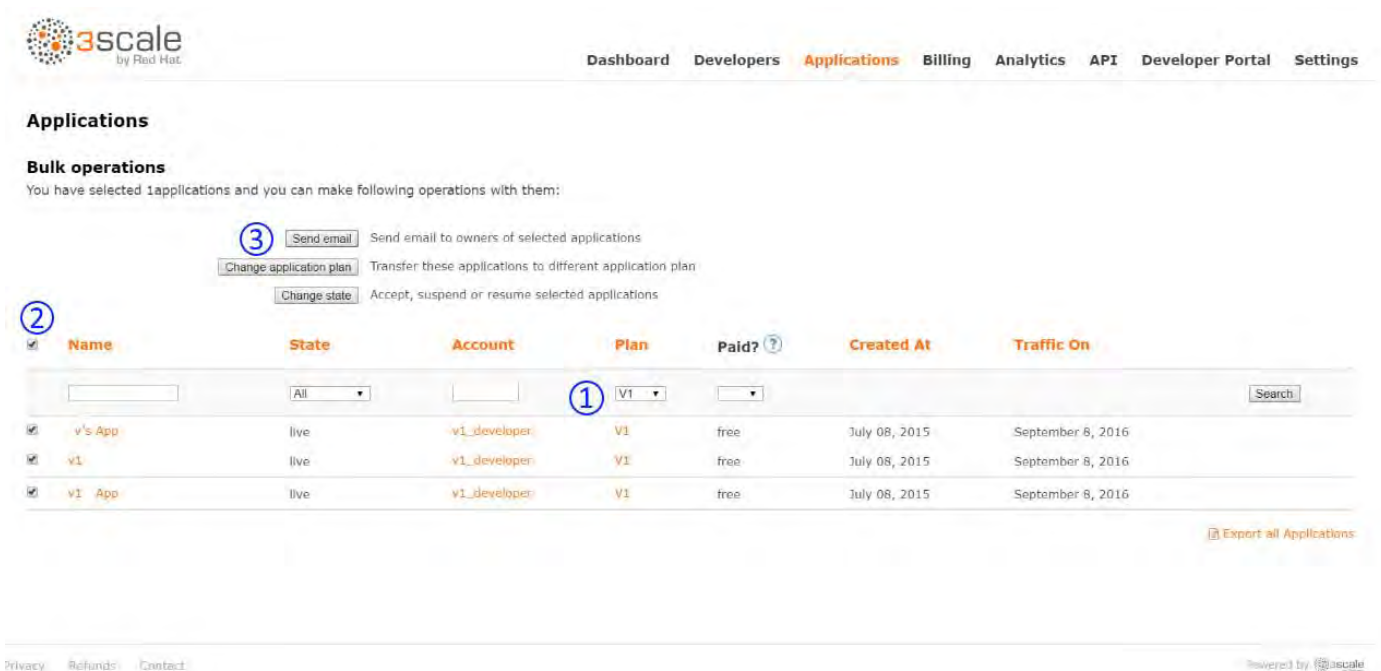 3scale
by Red Hat
Dashboard Developers Applications Billing Analytics API Developer Portal Settings
Applications
Bulk operations
You have selected 1applications and you can make following operations with them:
3 Send email Send email to owners of selected applications
Change application plan Transfer these applications to different application plan
Change state Accept, suspend or resume selected applications
2
Name State Account Plan Paid? ? Created At Traffic On
All 1 V1 Search
v's App live v1_developer V1 free July 08, 2015 September 8, 2016
v1 live v1_developer V1 free July 08, 2015 September 8, 2016
v1 App live v1_developer V1 free July 08, 2015 September 8, 2016
Export all Applications
Privacy Refunds Contact Powered by 3scale